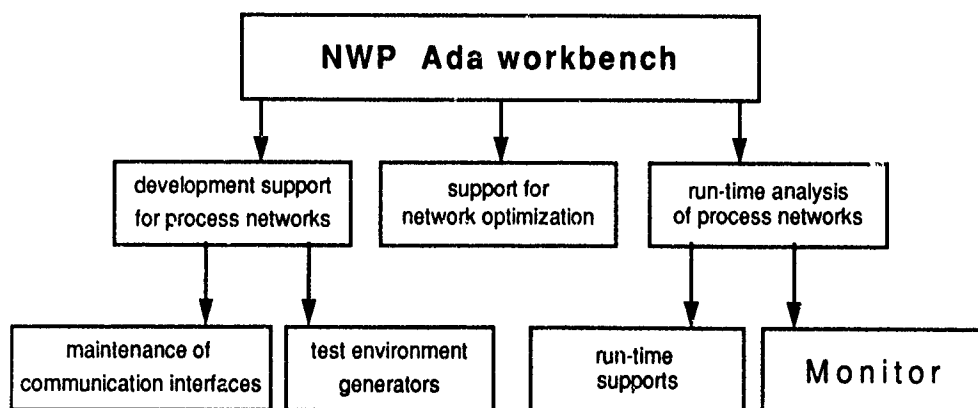 NWP Ada workbench
development support
for process networks
support for
network optimization
run-time analysis
of process networks
maintenance of
communication interfaces
test environment
generators
run-time
supports
Monitor